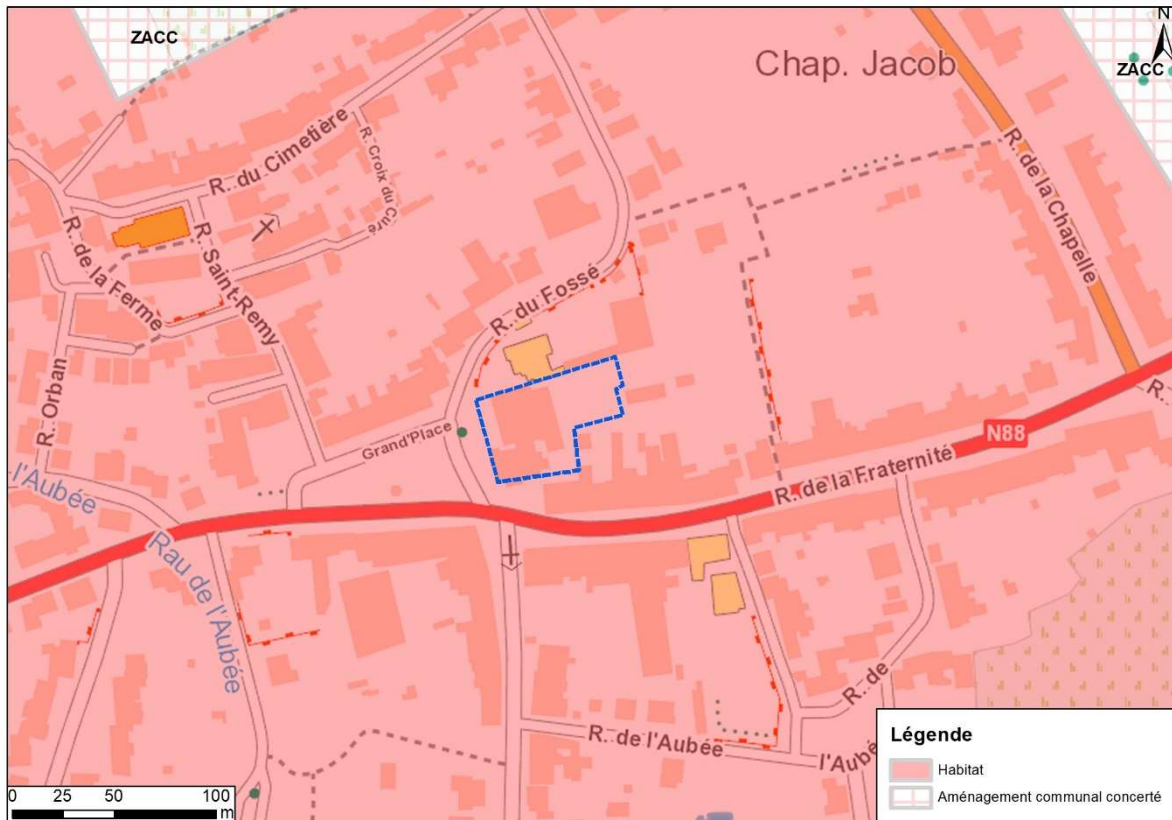 ZACC
N
Chap. Jacob
ZACC
R. du Cimetière
R. Croix du Curé
R. de la Chapelle
R. de la Ferme
R. Saint-Remy
R. du Fossé
R. Orban
Grand'Place
R.
N88
l'Aubée
R. de la Fraternité
Rau de l'Aubée
R. de
R. de l'Aubée
l'Aubé
Légende
Habitat
Aménagement communal concerté
0 25 50 100
m